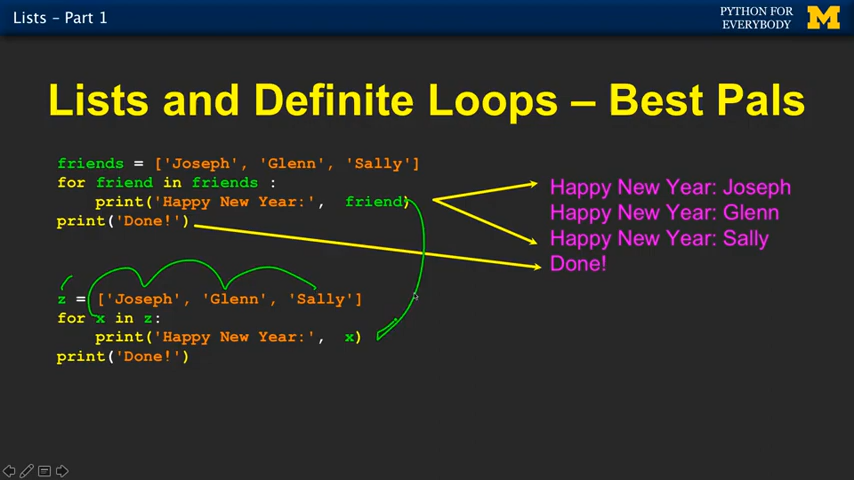 Lists – Part 1
PYTHON FOR
EVERYBODY
Lists and Definite Loops – Best Pals
friends = ['Joseph', 'Glenn', 'Sally']
for friend in friends :
    print('Happy New Year:',  friend)
print('Done!')
Happy New Year: Joseph
Happy New Year: Glenn
Happy New Year: Sally
Done!
z = ['Joseph', 'Glenn', 'Sally']
for x in z:
    print('Happy New Year:',  x)
print('Done!')